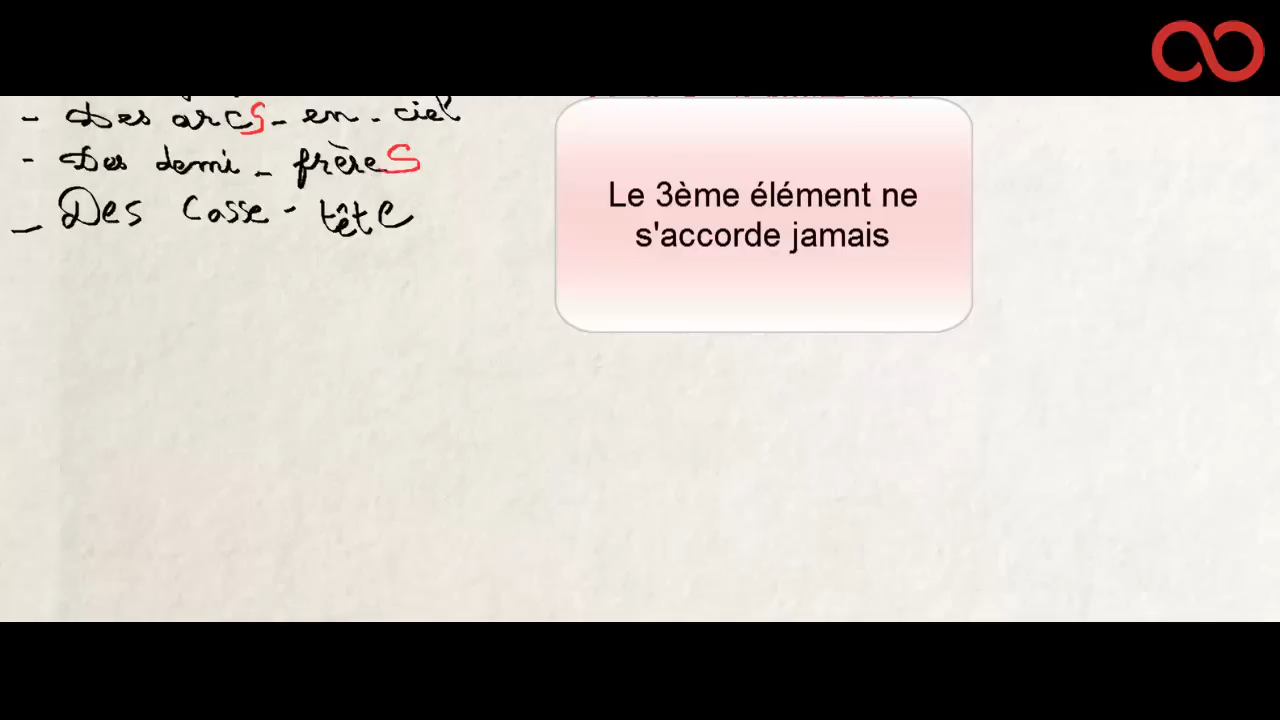 - Des arcs-en-ciel
- Des demi-frères
- Des Casse-tête
Le 3ème élément ne
s'accorde jamais